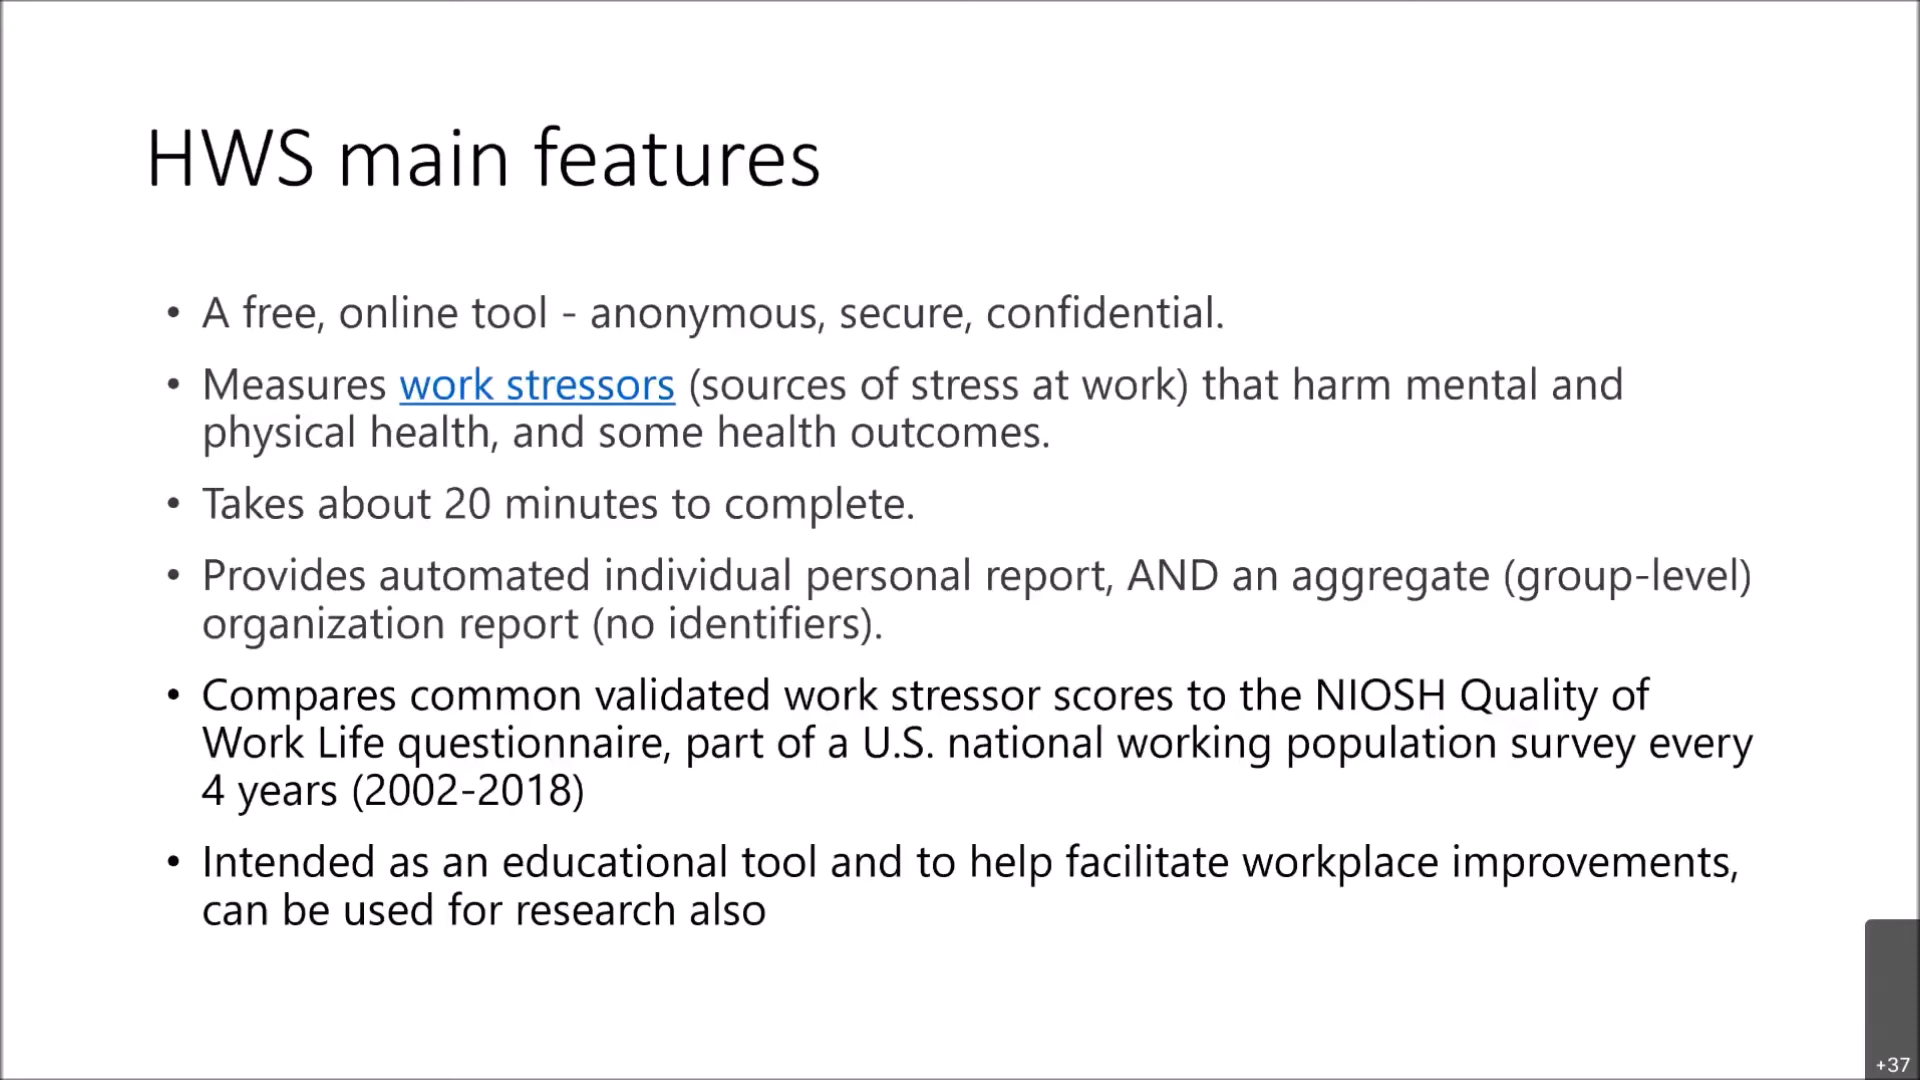 HWS main features
• A free, online tool - anonymous, secure, confidential.
• Measures work stressors (sources of stress at work) that harm mental and
physical health, and some health outcomes.
• Takes about 20 minutes to complete.
• Provides automated individual personal report, AND an aggregate (group-level)
organization report (no identifiers).
• Compares common validated work stressor scores to the NIOSH Quality of
Work Life questionnaire, part of a U.S. national working population survey every
4 years (2002-2018)
• Intended as an educational tool and to help facilitate workplace improvements,
can be used for research also
+37